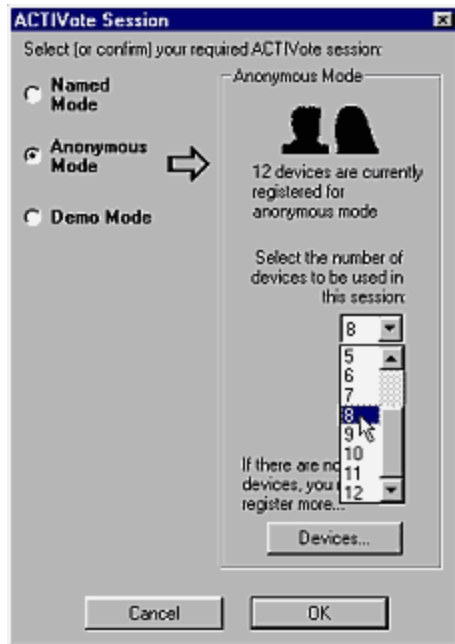 ACTIVote Session
Select (or confirm) your required ACTIVote session:
Named
Mode
Anonymous
Mode
Demo Mode
Anonymous Mode
12 devices are currently
registered for
anonymous mode
Select the number of
devices to be used in
this session:
8
5
6
7
8
9
10
11
12
If there are no
devices, you
register more...
Devices...
Cancel
OK